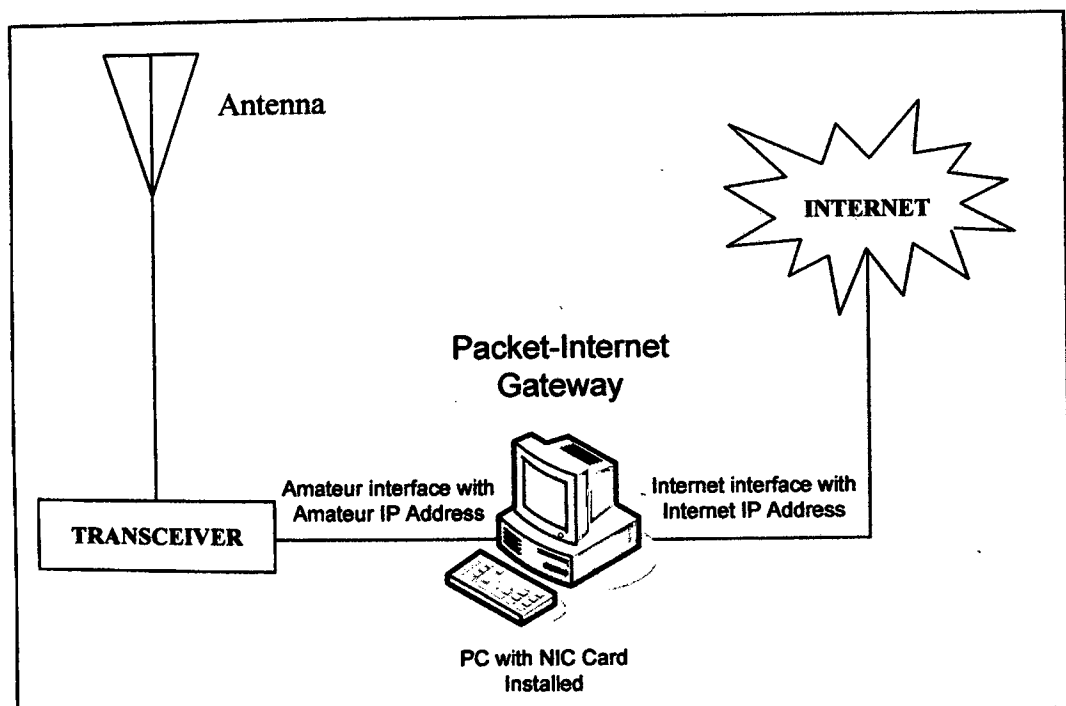 Antenna
INTERNET
Packet-Internet
Gateway
Amateur interface with
Amateur IP Address
Internet interface with
Internet IP Address
TRANSCEIVER
PC with NIC Card
Installed